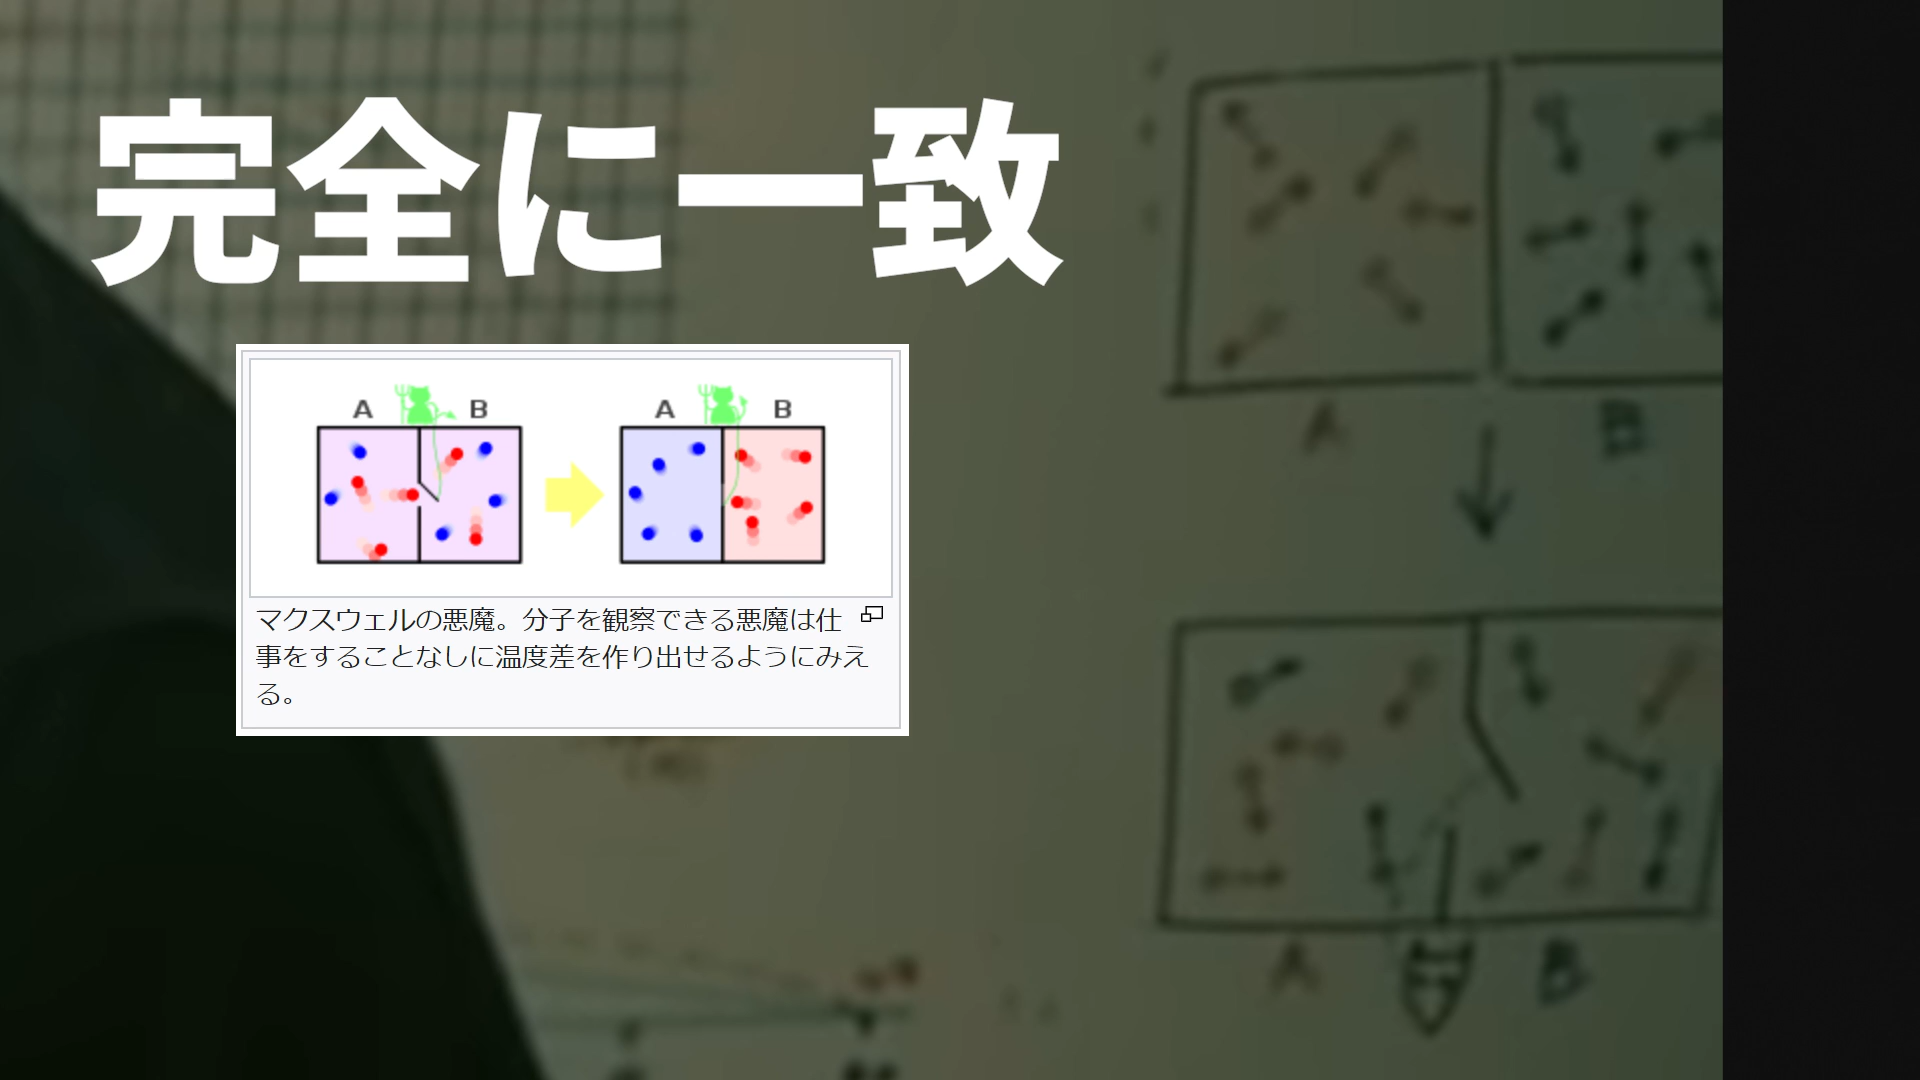 完全に一致
A B A B
マクスウェルの悪魔。分子を観察できる悪魔は仕
事をすることなしに温度差を作り出せるようにみえ
る。
A B
A B